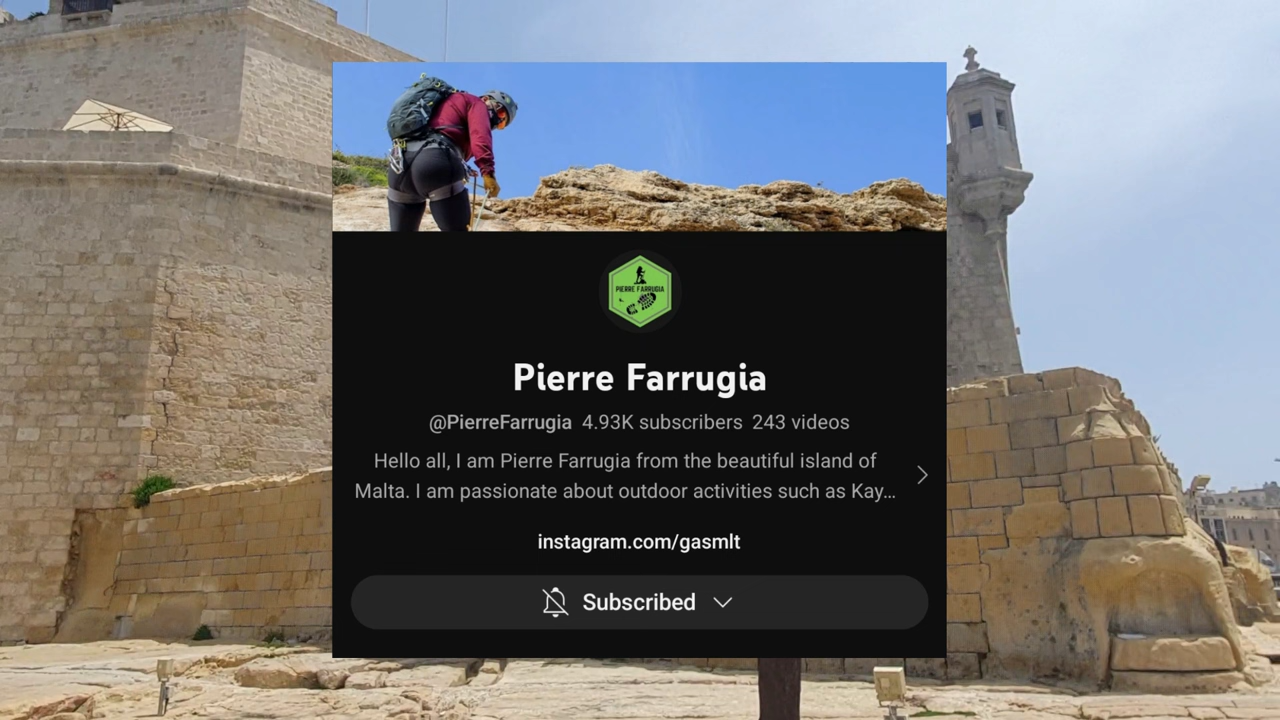 PIERRE FARRUGIA
Pierre Farrugia
@PierreFarrugia 4.93K subscribers 243 videos
Hello all, I am Pierre Farrugia from the beautiful island of
Malta. I am passionate about outdoor activities such as Kay...
instagram.com/gasmlt
Subscribed